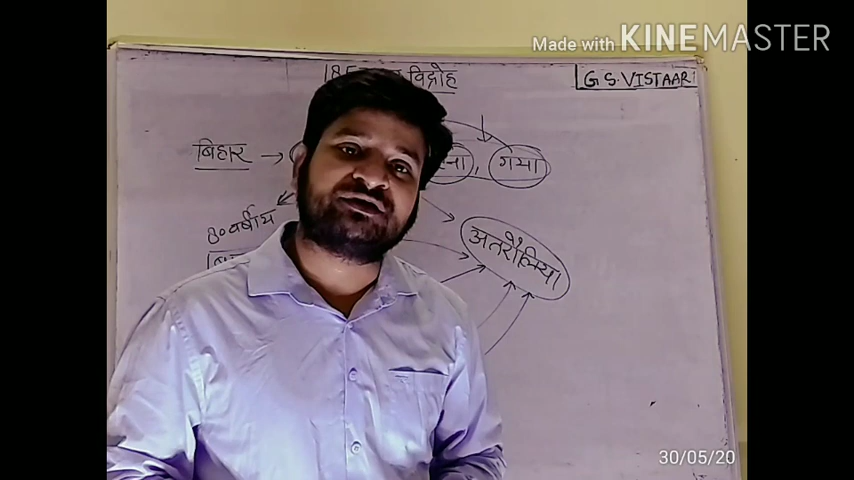 Made with KINEMASTER
विद्रोह
G S. VISTAAR
बिहार → गया
80 वर्षीय
अतरौलिया
30/05/20